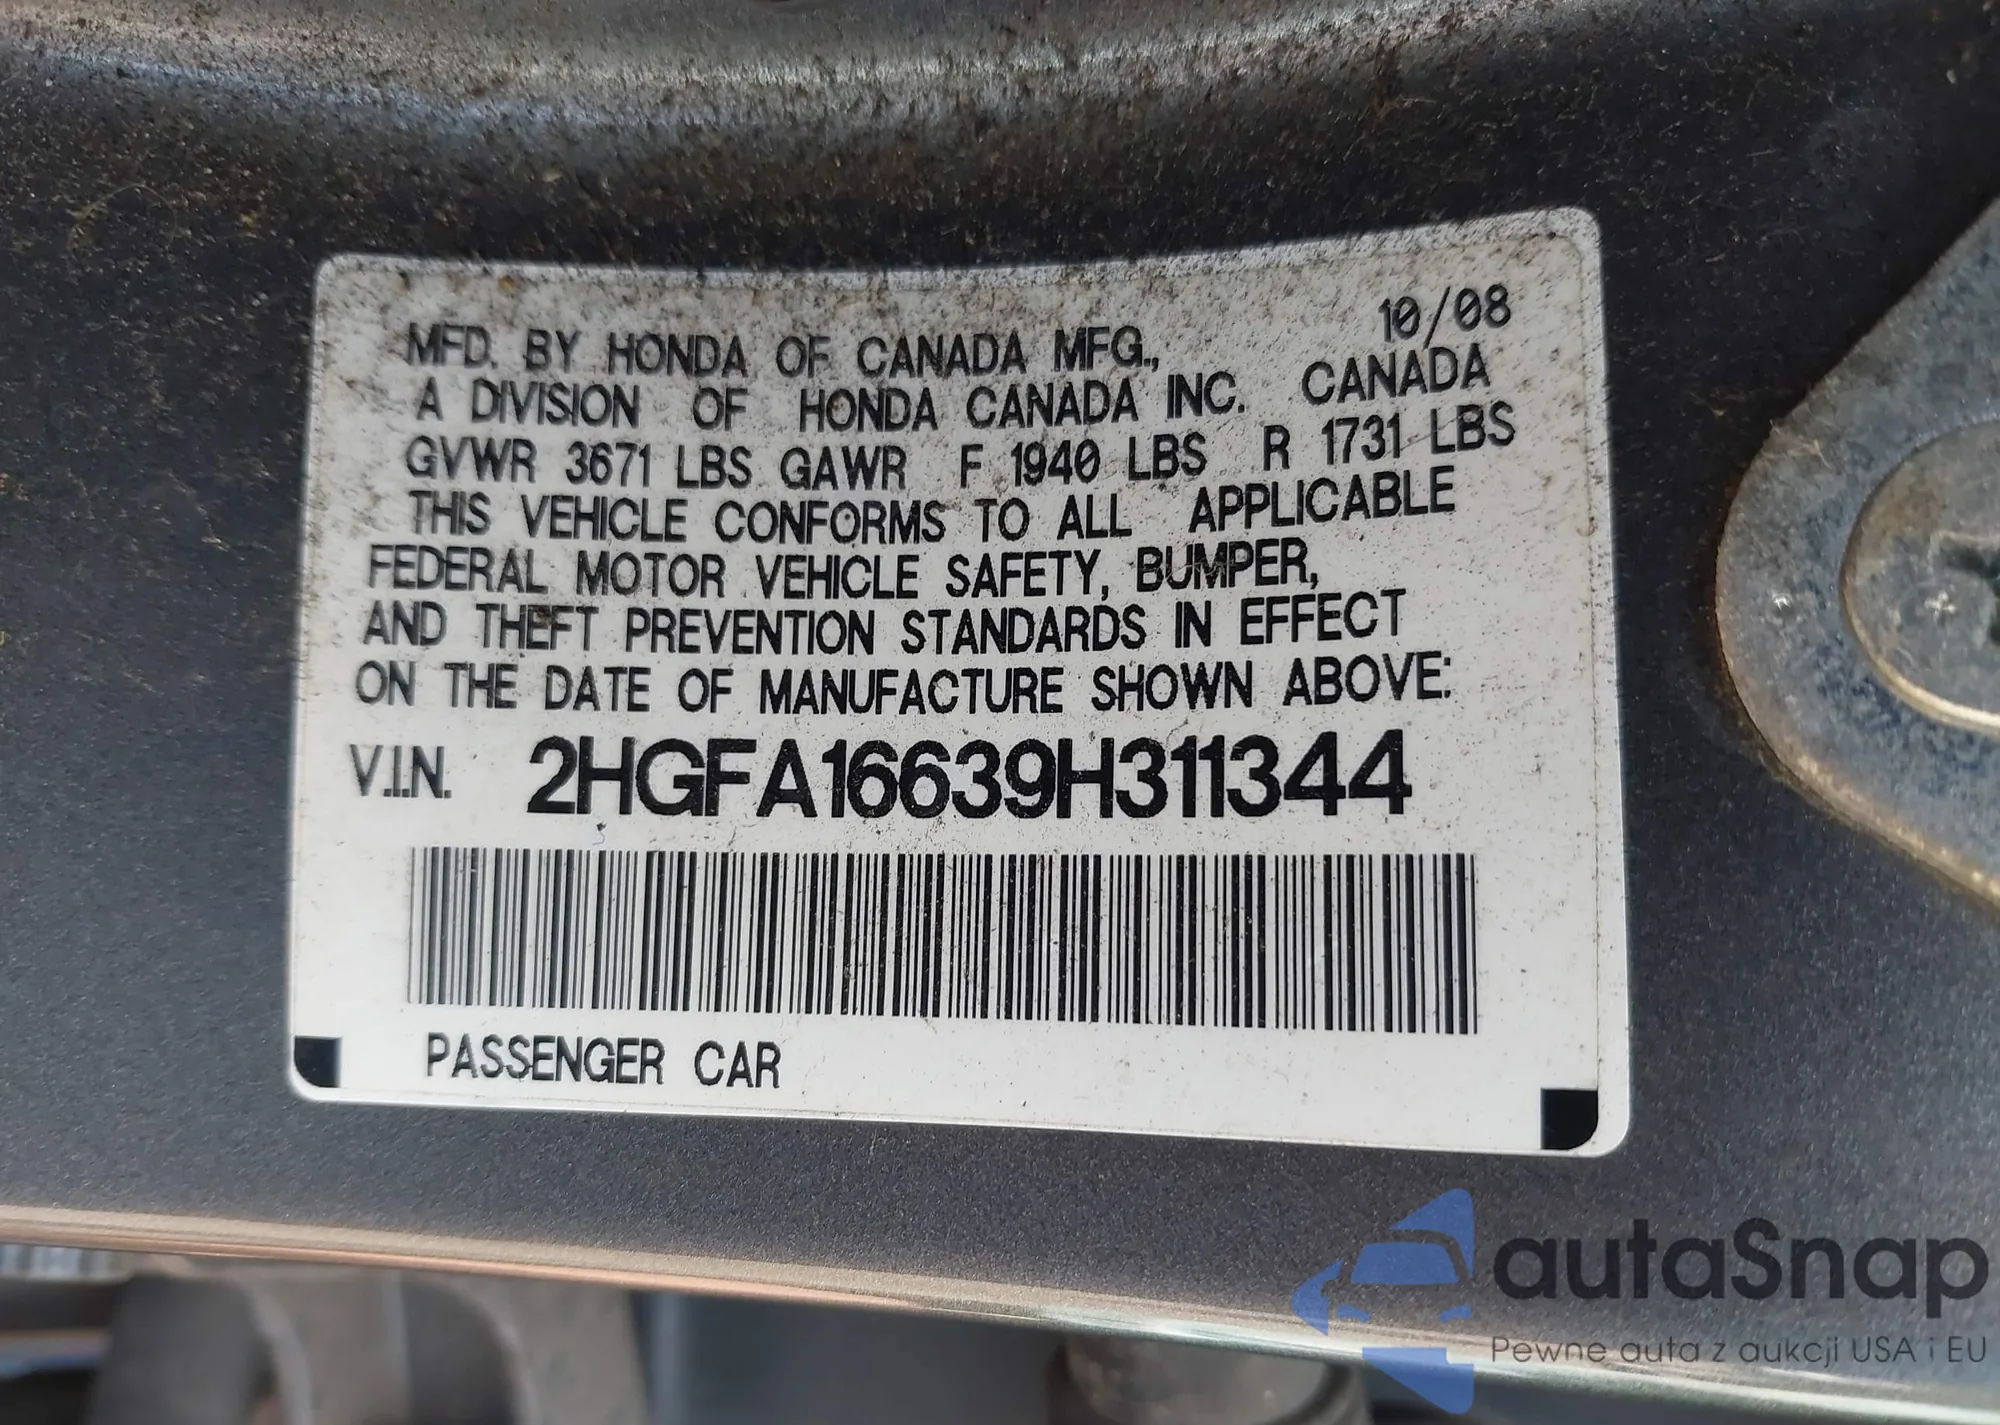 10/08
MFD. BY HONDA OF CANADA MFG.,
A DIVISION OF HONDA CANADA INC. CANADA
GVWR 3671 LBS GAWR F 1940 LBS R 1731 LBS
THIS VEHICLE CONFORMS TO ALL APPLICABLE
FEDERAL MOTOR VEHICLE SAFETY, BUMPER,
AND THEFT PREVENTION STANDARDS IN EFFECT
ON THE DATE OF MANUFACTURE SHOWN ABOVE:
V.I.N. 2HGFA16639H311344
PASSENGER CAR
autaSnap
Pewne auta z aukcji USA i EU